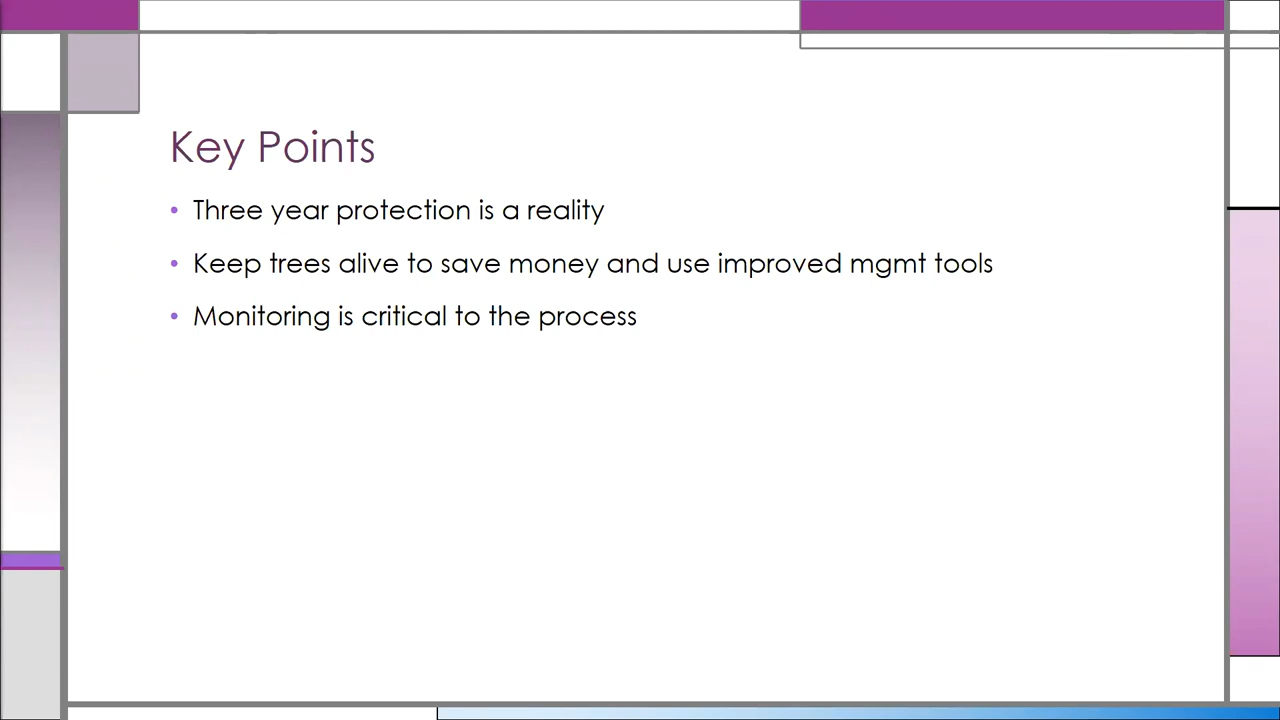 Key Points
• Three year protection is a reality
• Keep trees alive to save money and use improved mgmt tools
• Monitoring is critical to the process